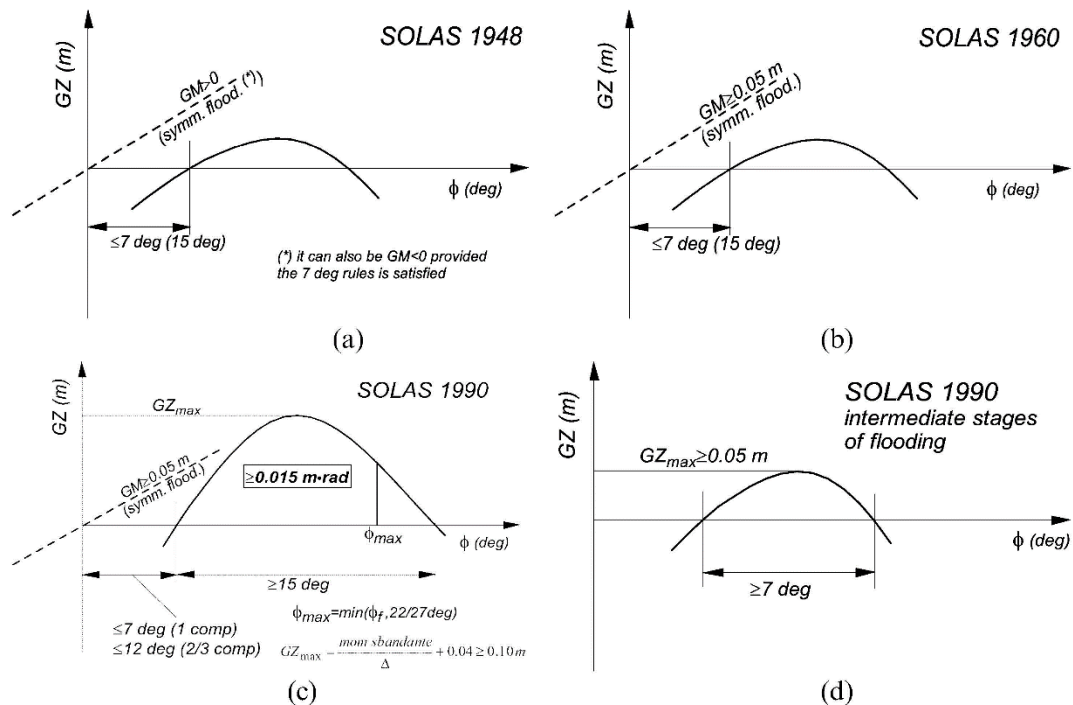 SOLAS 1948
GZ (m)
GM>0
(symm. flood.(*))
ϕ (deg)
≤7 deg (15 deg)
(*) it can also be GM<0 provided
the 7 deg rules is satisfied
(a)
SOLAS 1960
GZ (m)
GM≥0.05 m
(symm. flood.)
ϕ (deg)
≤7 deg (15 deg)
(b)
SOLAS 1990
GZ (m)
GZmax
GM≥0.05 m
(symm. flood.)
≥0.015 m•rad
ϕmax
ϕ (deg)
≥15 deg
≤7 deg (1 comp)
≤12 deg (2/3 comp)
ϕmax=min(ϕf ,22/27deg)
GZmax = mom sbandante / Δ + 0.04 ≥ 0.10 m
(c)
SOLAS 1990
intermediate stages
of flooding
GZ (m)
GZmax≥0.05 m
ϕ (deg)
≥7 deg
(d)